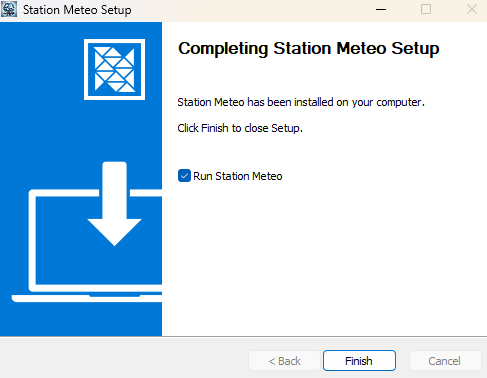 Station Meteo Setup
Completing Station Meteo Setup
Station Meteo has been installed on your computer.
Click Finish to close Setup.
Run Station Meteo
< Back
Finish
Cancel